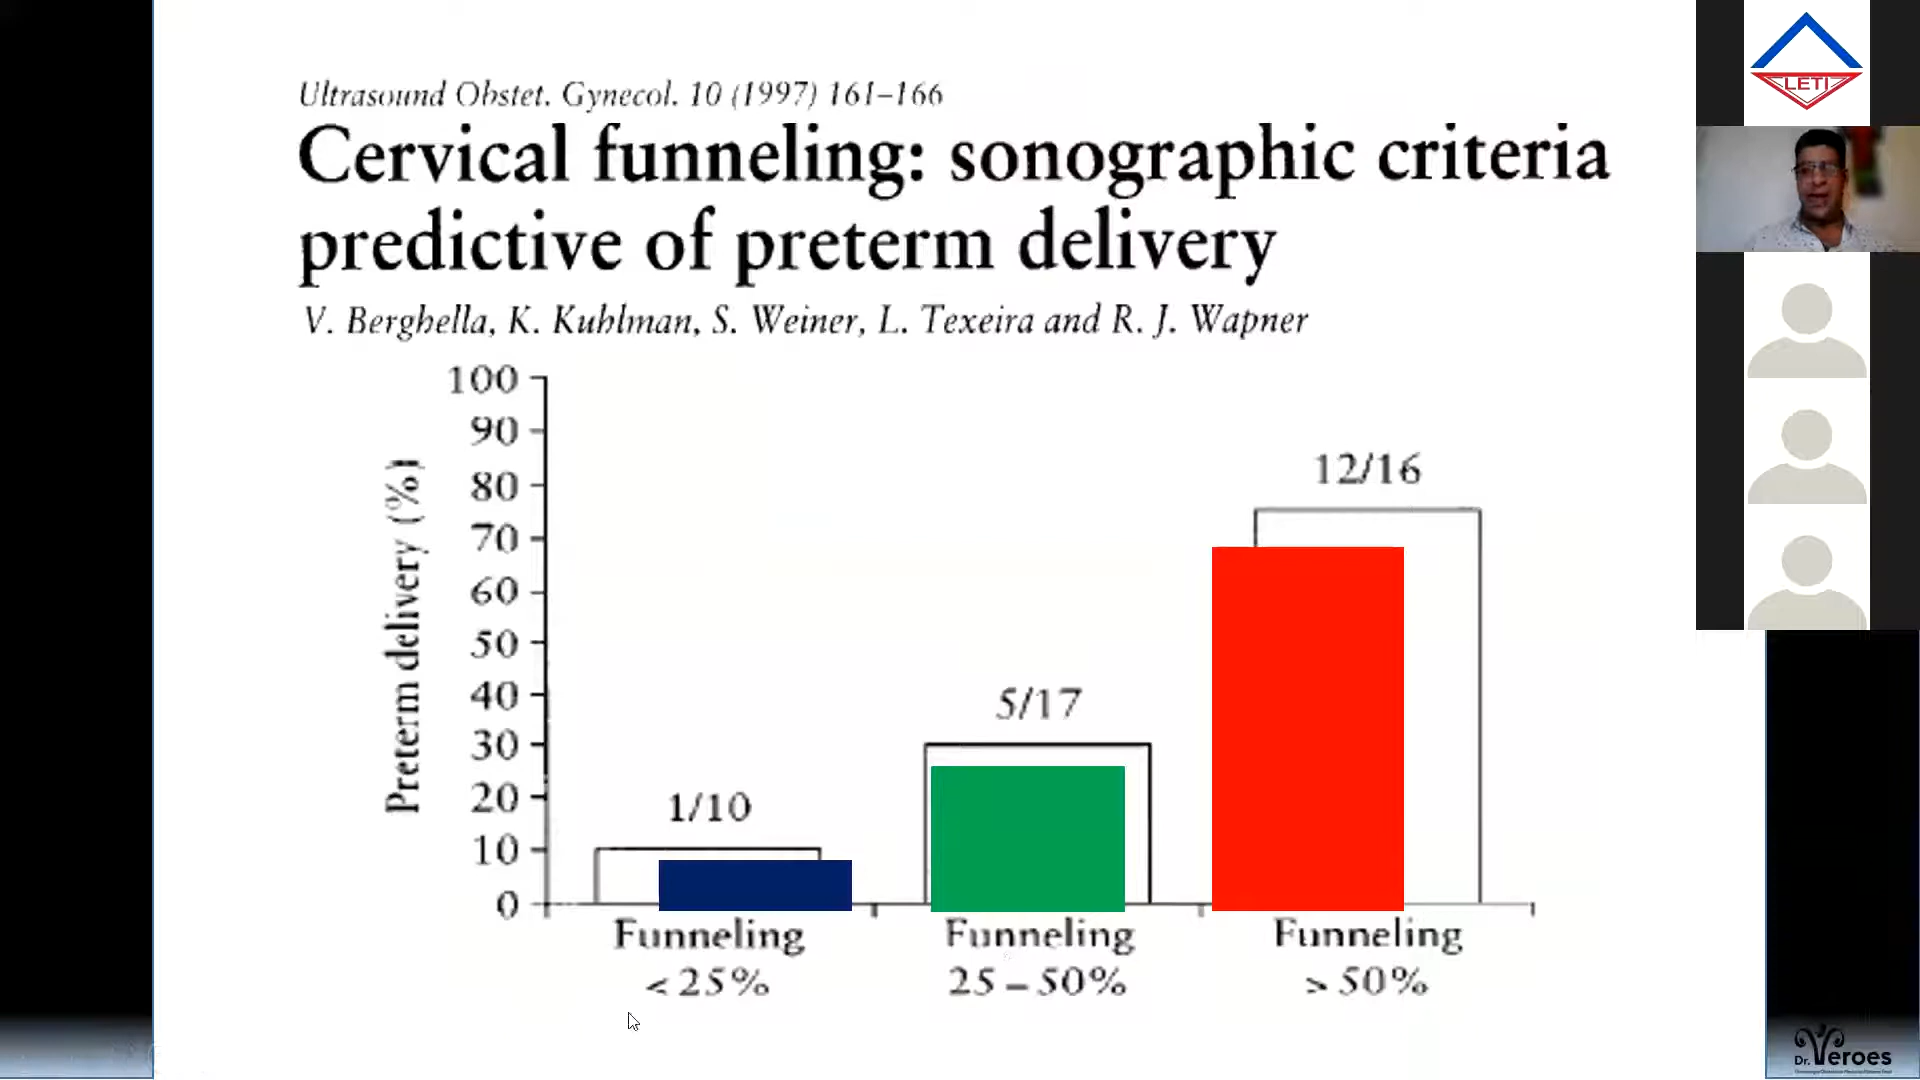 Ultrasound Obstet. Gynecol. 10 (1997) 161–166
Cervical funneling: sonographic criteria
predictive of preterm delivery
V. Berghella, K. Kuhlman, S. Weiner, L. Texeira and R. J. Wapner
Preterm delivery (%)
100
90
80
70
60
50
40
30
20
10
0
1/10
5/17
12/16
Funneling
< 25%
Funneling
25 – 50%
Funneling
> 50%
LETI
Dr. Veroes